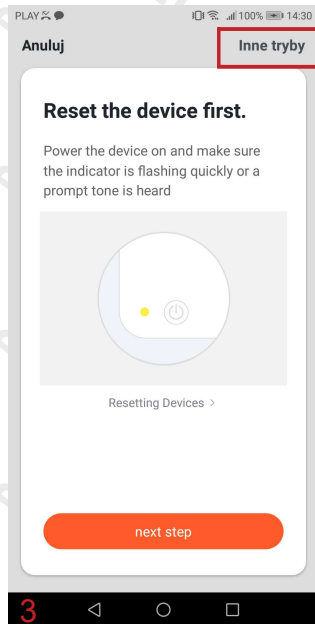 PLAY 100% 14:30
Anuluj Inne tryby
Reset the device first.
Power the device on and make sure
the indicator is flashing quickly or a
prompt tone is heard
Resetting Devices >
next step
3